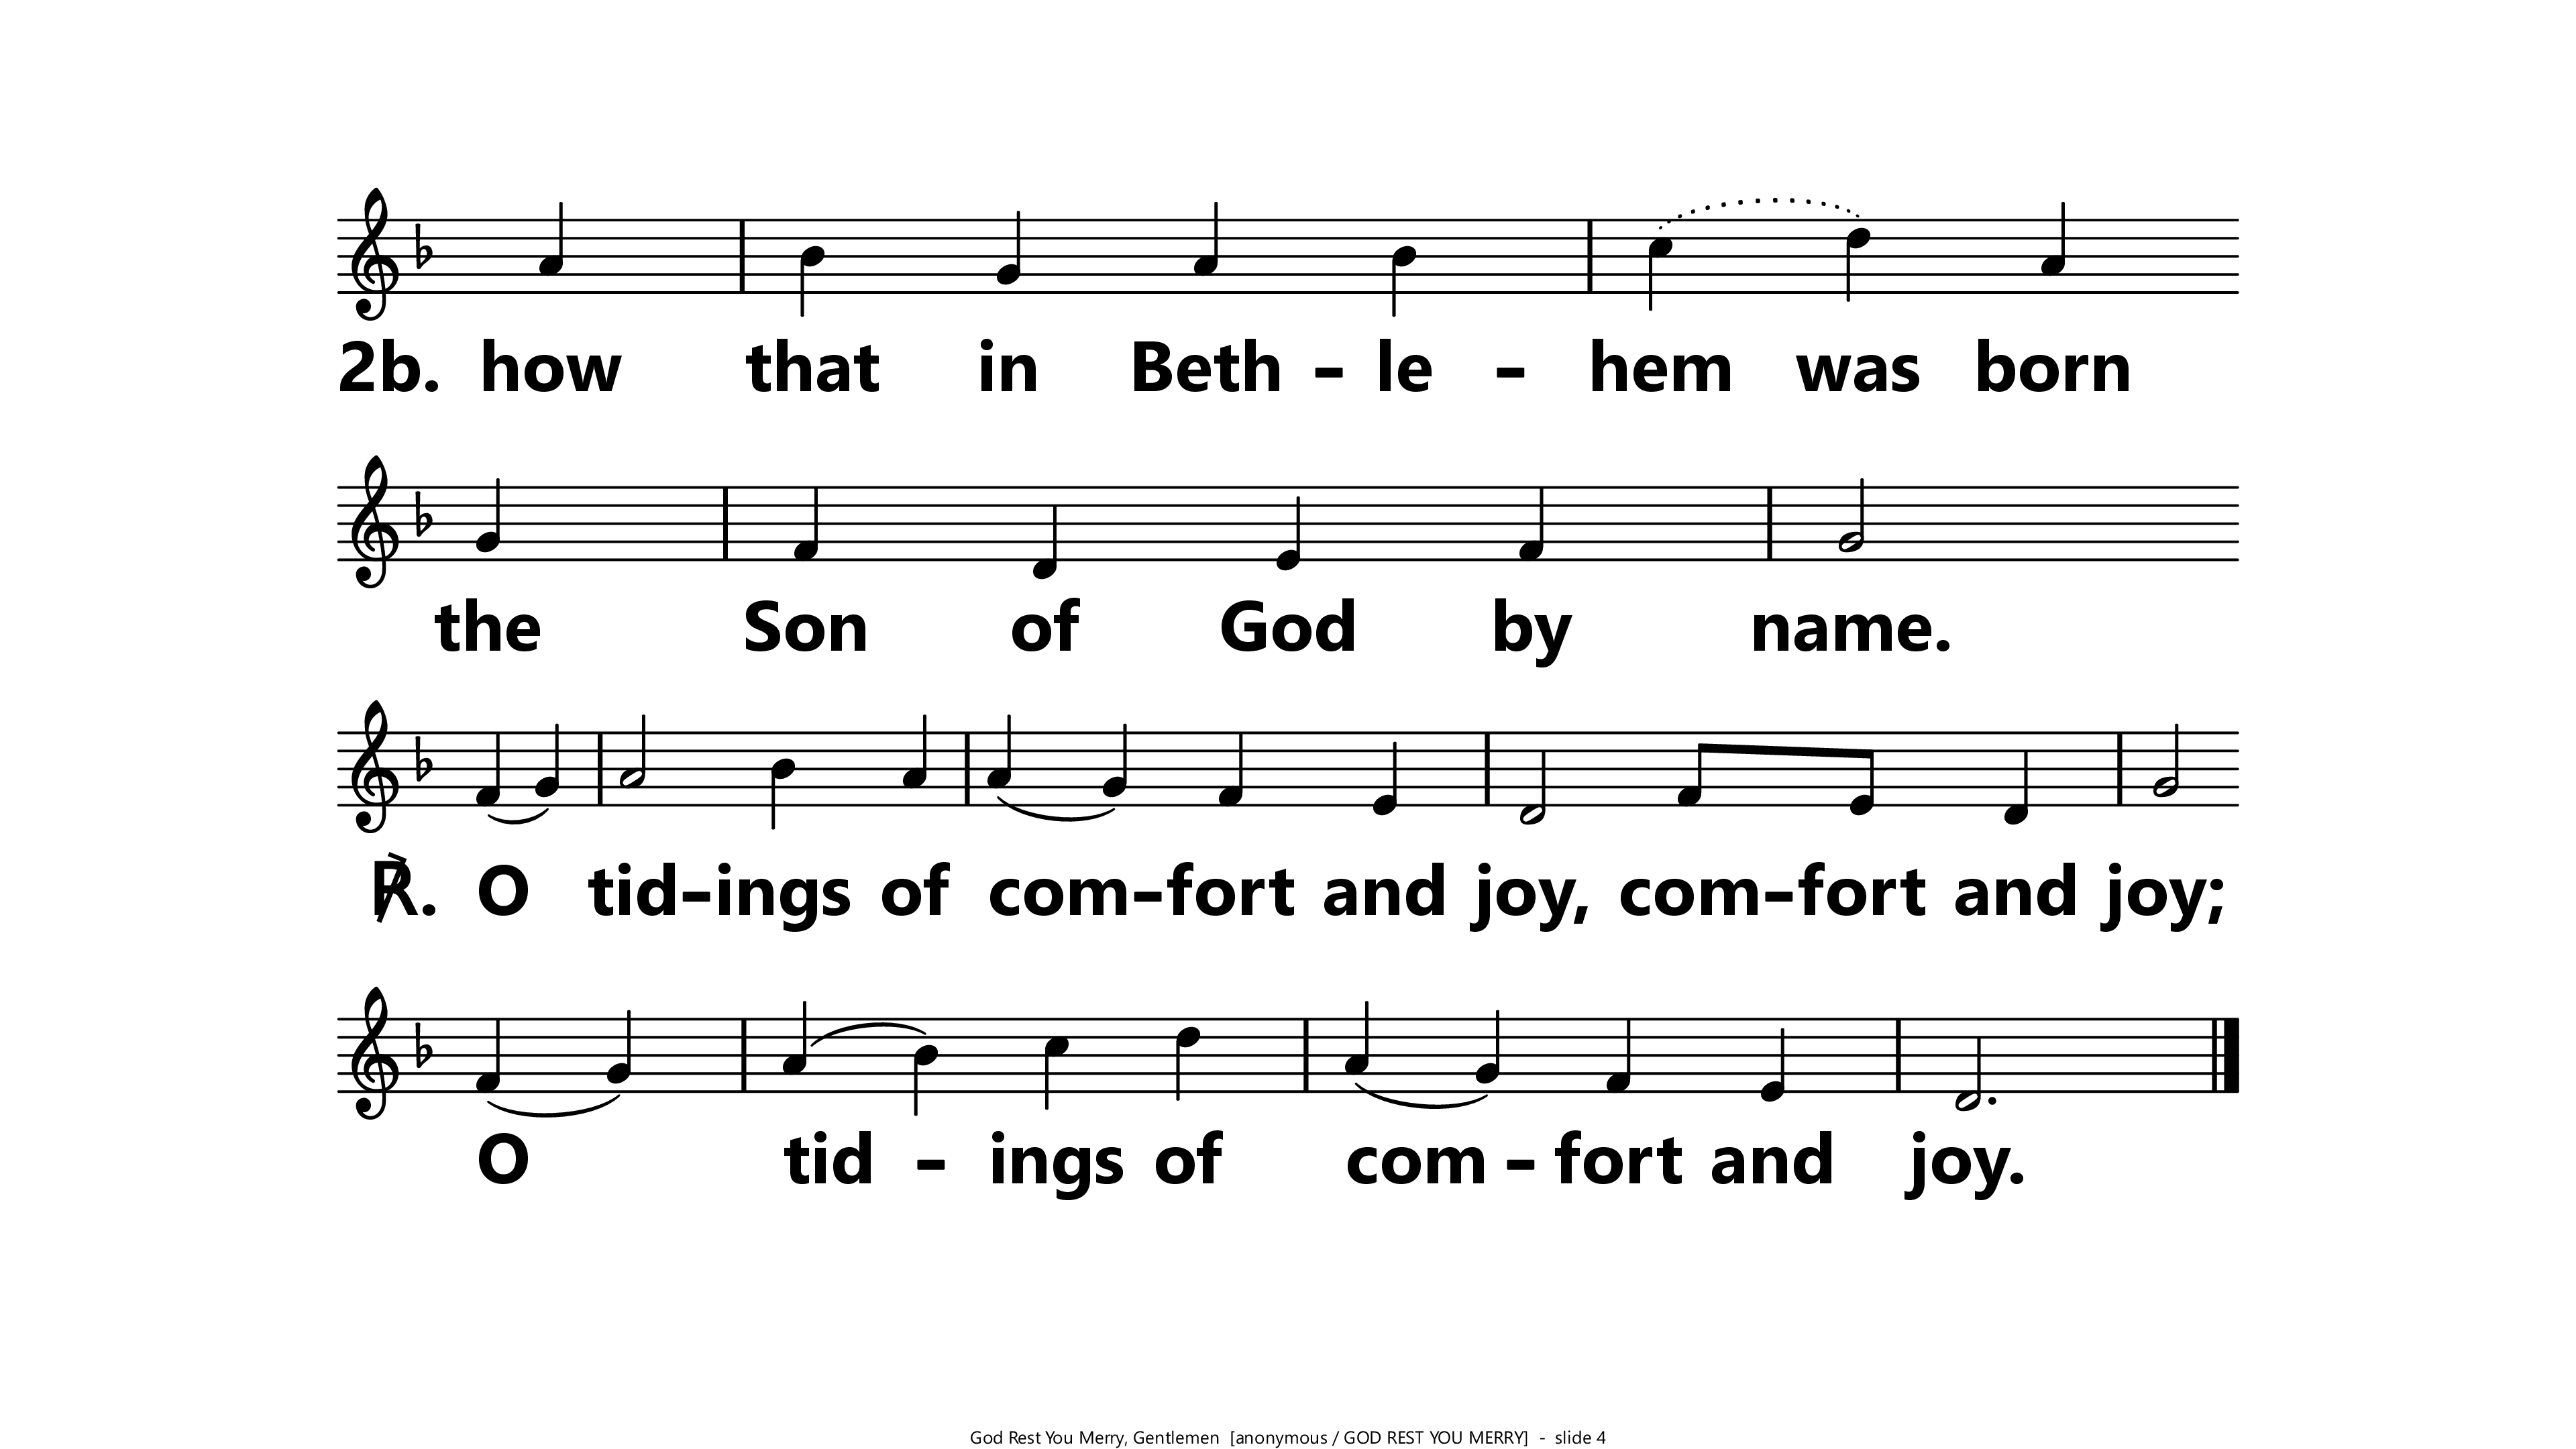 2b. how that in Beth - le - hem was born
the Son of God by name.
℟. O tid-ings of com-fort and joy, com-fort and joy;
O tid - ings of com - fort and joy.
God Rest You Merry, Gentlemen [anonymous / GOD REST YOU MERRY] - slide 4